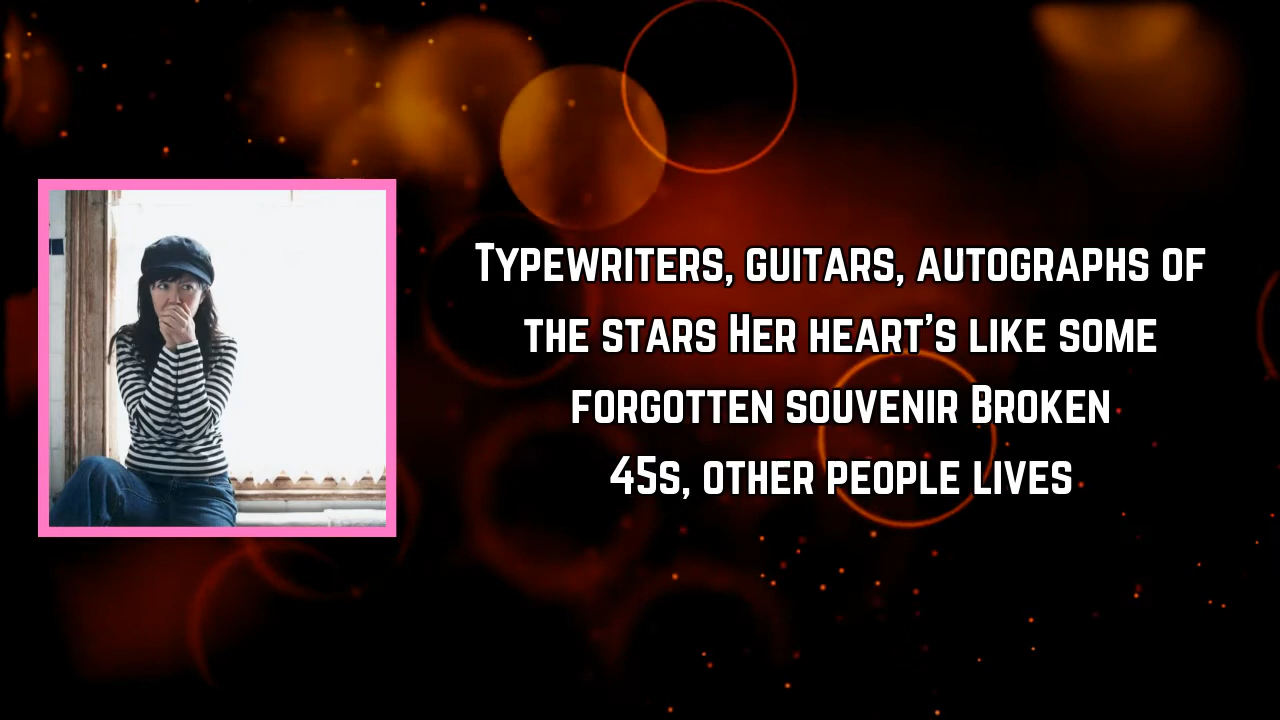 Typewriters, guitars, autographs of
the stars Her heart's like some
forgotten souvenir Broken
45s, other people lives